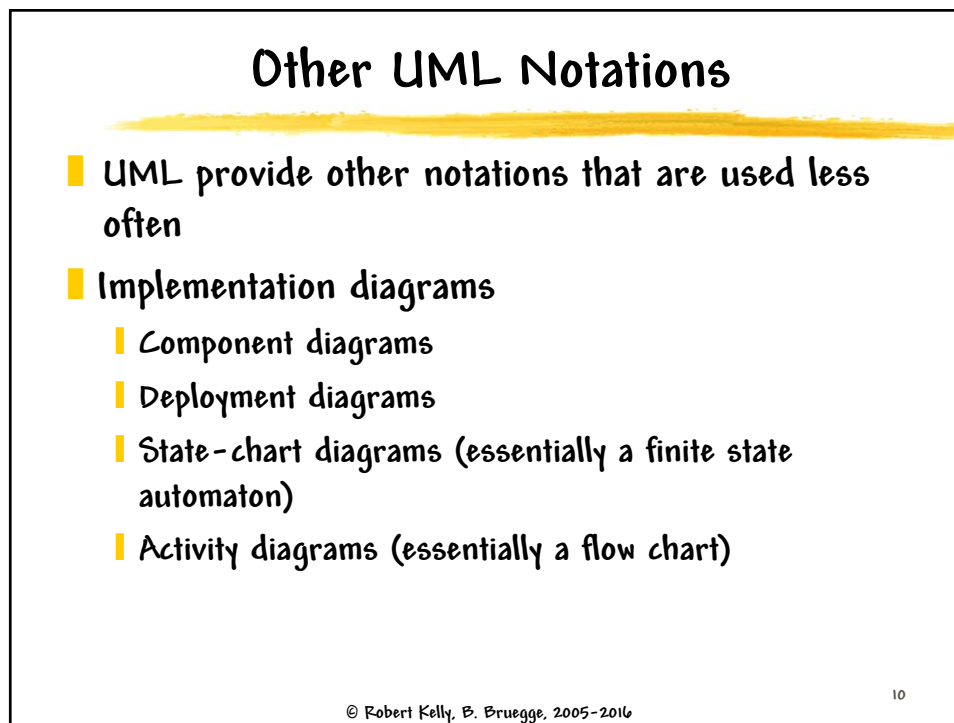 Other UML Notations
UML provide other notations that are used less
often
Implementation diagrams
Component diagrams
Deployment diagrams
State-chart diagrams (essentially a finite state
automaton)
Activity diagrams (essentially a flow chart)
10
© Robert Kelly, B. Bruegge, 2005-2016